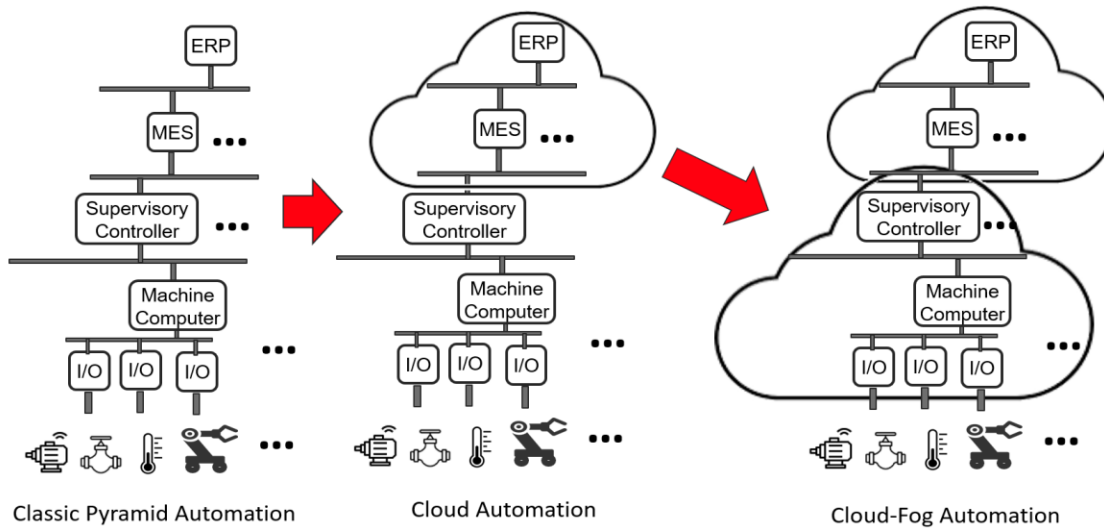 ERP
MES
Supervisory
Controller
Machine
Computer
I/O
I/O
I/O
Classic Pyramid Automation
ERP
MES
Supervisory
Controller
Machine
Computer
I/O
I/O
I/O
Cloud Automation
ERP
MES
Supervisory
Controller
Machine
Computer
I/O
I/O
I/O
Cloud-Fog Automation